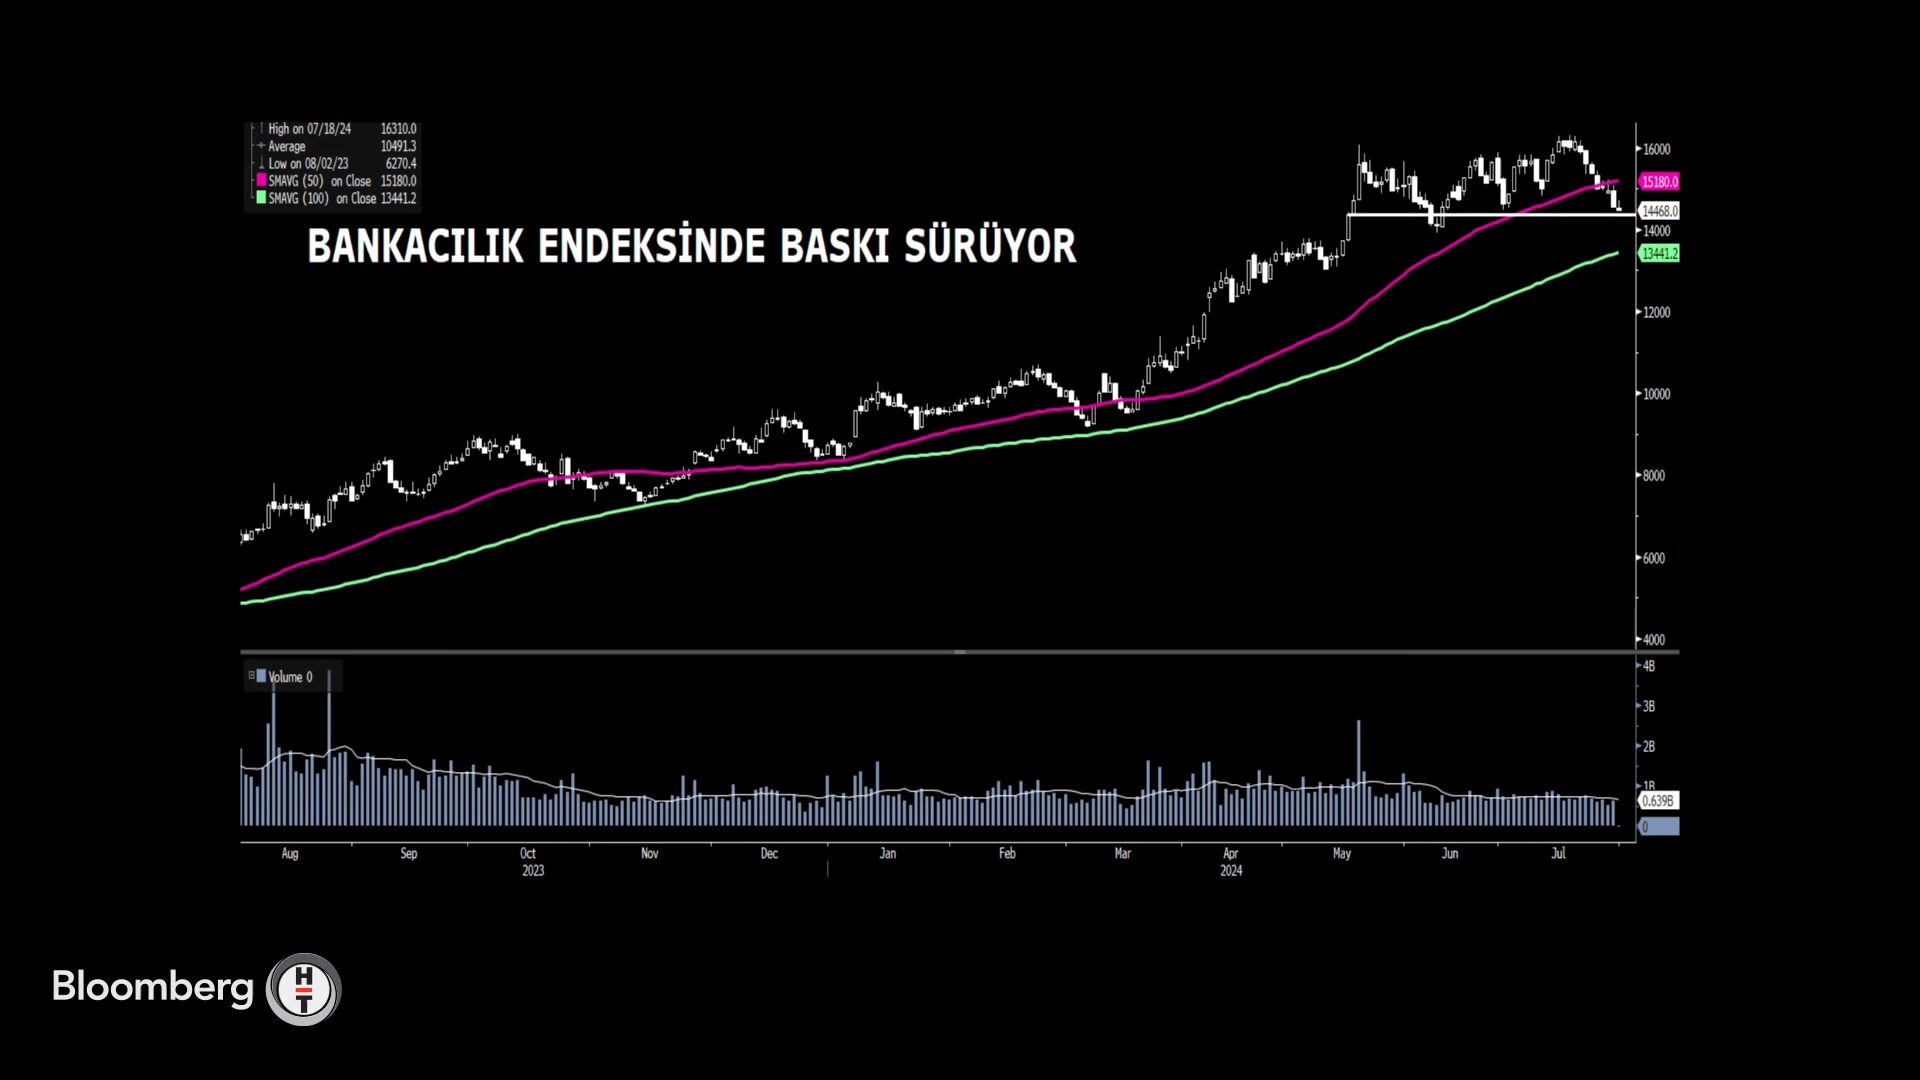 High on 07/18/24 16310.0
Average 10491.3
Low on 08/02/23 6270.4
SMAVG (50) on Close 15180.0
SMAVG (100) on Close 13441.2
BANKACILIK ENDEKSİNDE BASKI SÜRÜYOR
16000
15180.0
14468.0
14000
13441.2
12000
10000
8000
6000
4000
Volume 0
4B
3B
2B
1B
0.639B
0
Aug Sep Oct Nov Dec Jan Feb Mar Apr May Jun Jul
2023 2024
Bloomberg HT